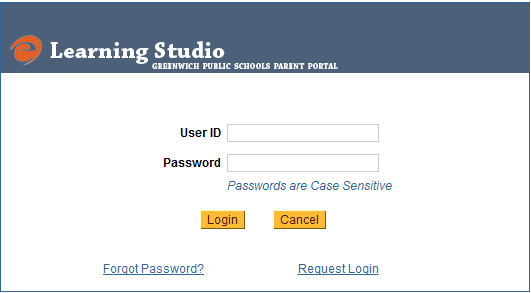 Learning Studio
GREENWICH PUBLIC SCHOOLS PARENT PORTAL
User ID
Password
Passwords are Case Sensitive
Login Cancel
Forgot Password? Request Login